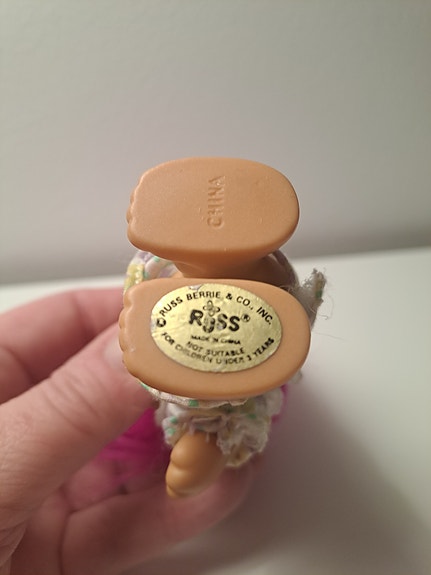 CHINA
© RUSS BERRIE & CO., INC.
RUSS®
MADE IN CHINA
NOT SUITABLE
FOR CHILDREN UNDER 3 YEARS